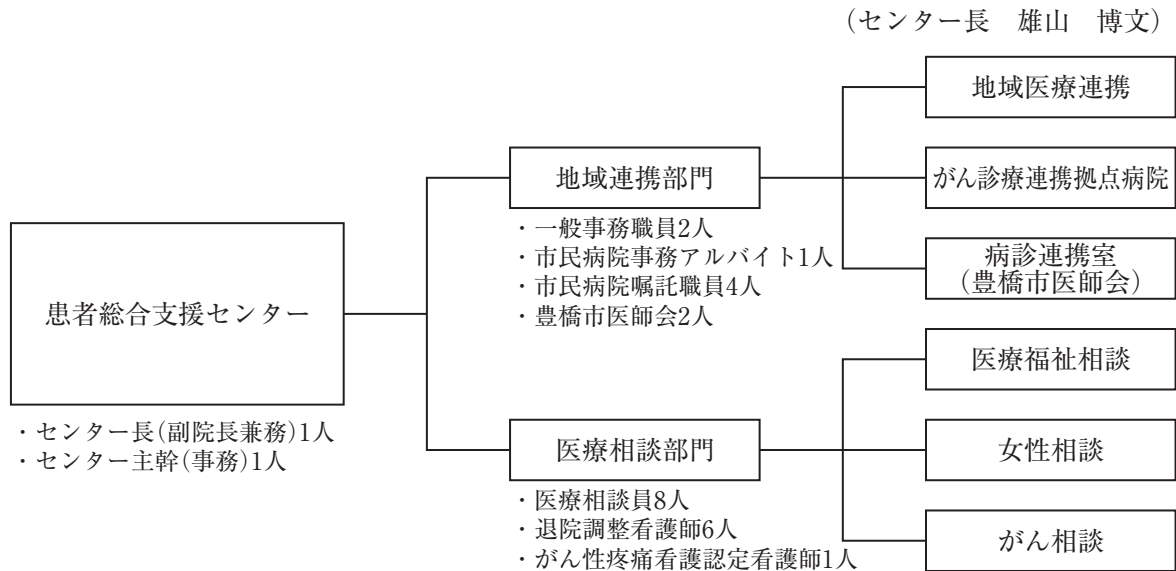 (センター長　雄山　博文)
患者総合支援センター
・センター長(副院長兼務)1人
・センター主幹(事務)1人
地域連携部門
・一般事務職員2人
・市民病院事務アルバイト1人
・市民病院嘱託職員4人
・豊橋市医師会2人
地域医療連携
がん診療連携拠点病院
病診連携室
(豊橋市医師会)
医療相談部門
・医療相談員8人
・退院調整看護師6人
・がん性疼痛看護認定看護師1人
医療福祉相談
女性相談
がん相談